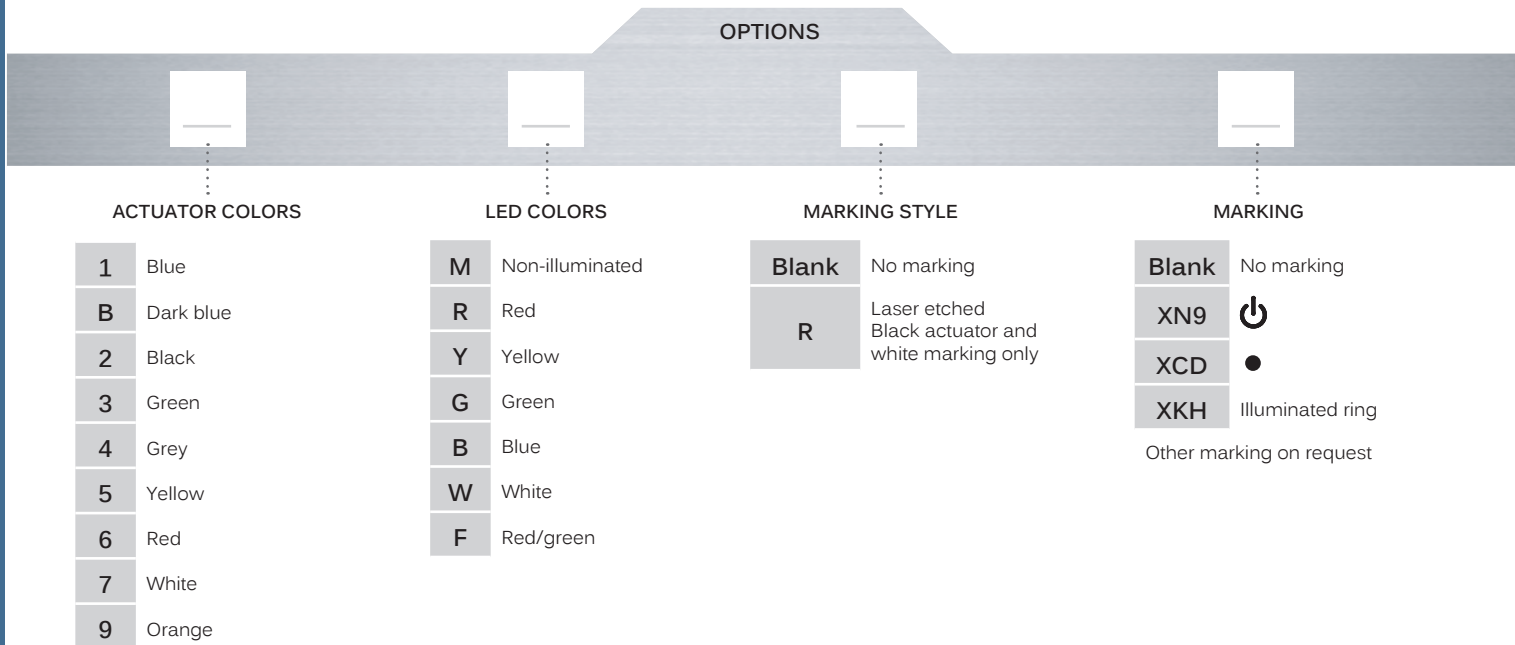 OPTIONS
ACTUATOR COLORS
1 Blue
B Dark blue
2 Black
3 Green
4 Grey
5 Yellow
6 Red
7 White
9 Orange
LED COLORS
M Non-illuminated
R Red
Y Yellow
G Green
B Blue
W White
F Red/green
MARKING STYLE
Blank No marking
R Laser etched
Black actuator and
white marking only
MARKING
Blank No marking
XN9
XCD
XKH Illuminated ring
Other marking on request